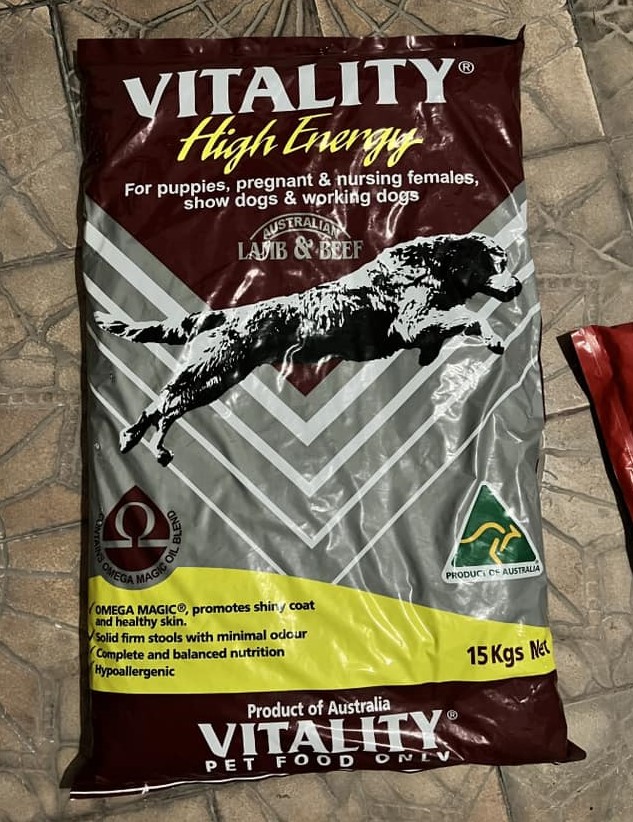 VITALITY®
High Energy
For puppies, pregnant & nursing females,
show dogs & working dogs
AUSTRALIAN
LAMB & BEEF
Ω
CONTAINS OMEGA MAGIC OIL BLEND
PRODUCT OF AUSTRALIA
OMEGA MAGIC®, promotes shiny coat
and healthy skin.
Solid firm stools with minimal odour
Complete and balanced nutrition
Hypoallergenic
15 Kgs Net
Product of Australia
VITALITY®
PET FOOD ONLY